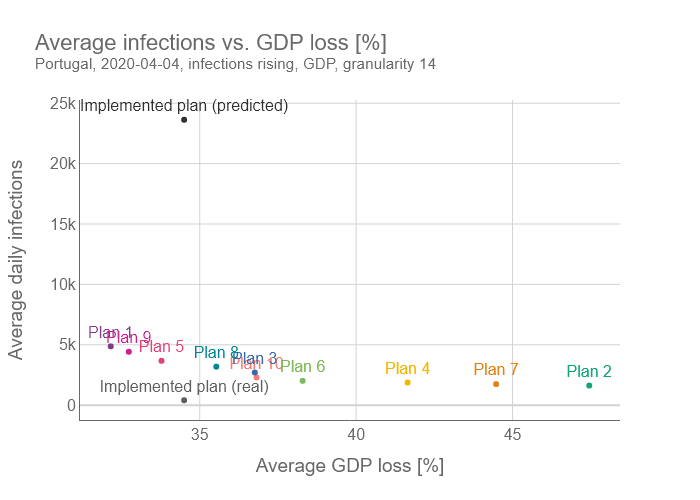 Average infections vs. GDP loss [%]
Portugal, 2020-04-04, infections rising, GDP, granularity 14
25k
Implemented plan (predicted)
20k
15k
10k
5k
0
Average daily infections
Plan 1
Plan 9
Plan 5
Plan 8
Plan 3
Plan 10
Plan 6
Plan 4
Plan 7
Plan 2
Implemented plan (real)
35
40
45
Average GDP loss [%]